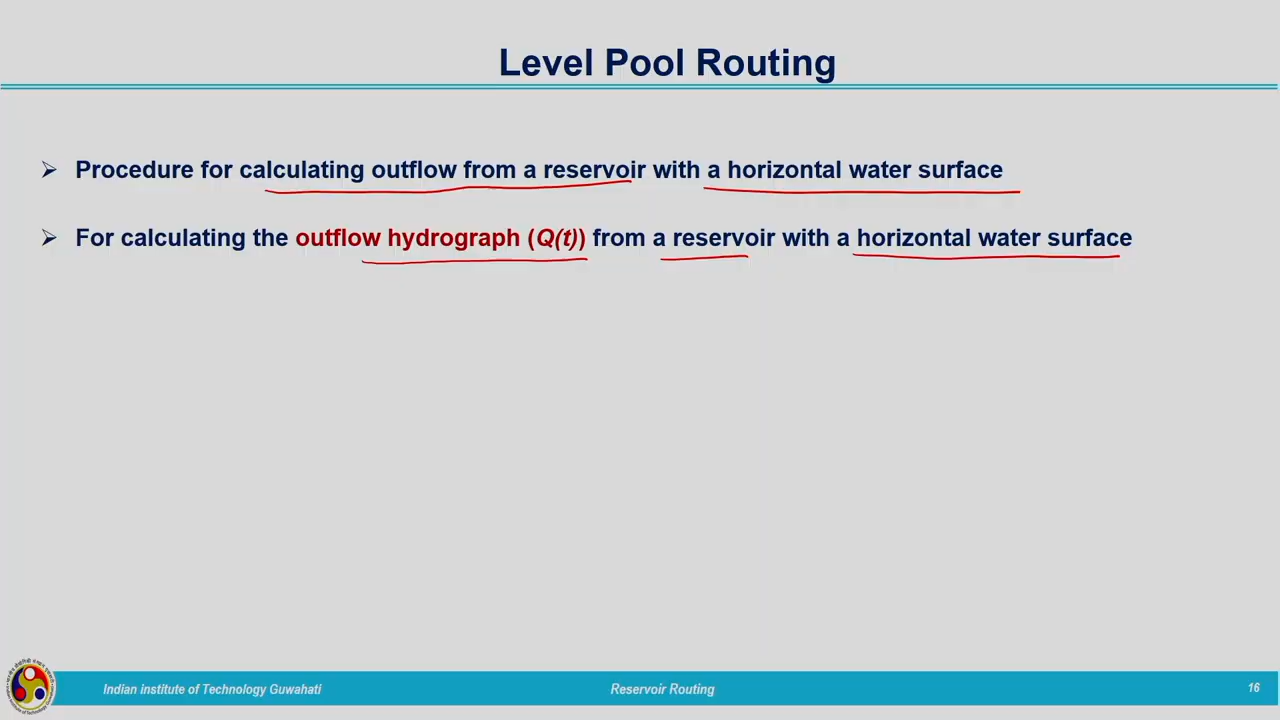 Level Pool Routing
Procedure for calculating outflow from a reservoir with a horizontal water surface
For calculating the outflow hydrograph (Q(t)) from a reservoir with a horizontal water surface
Indian institute of Technology Guwahati
Reservoir Routing
16